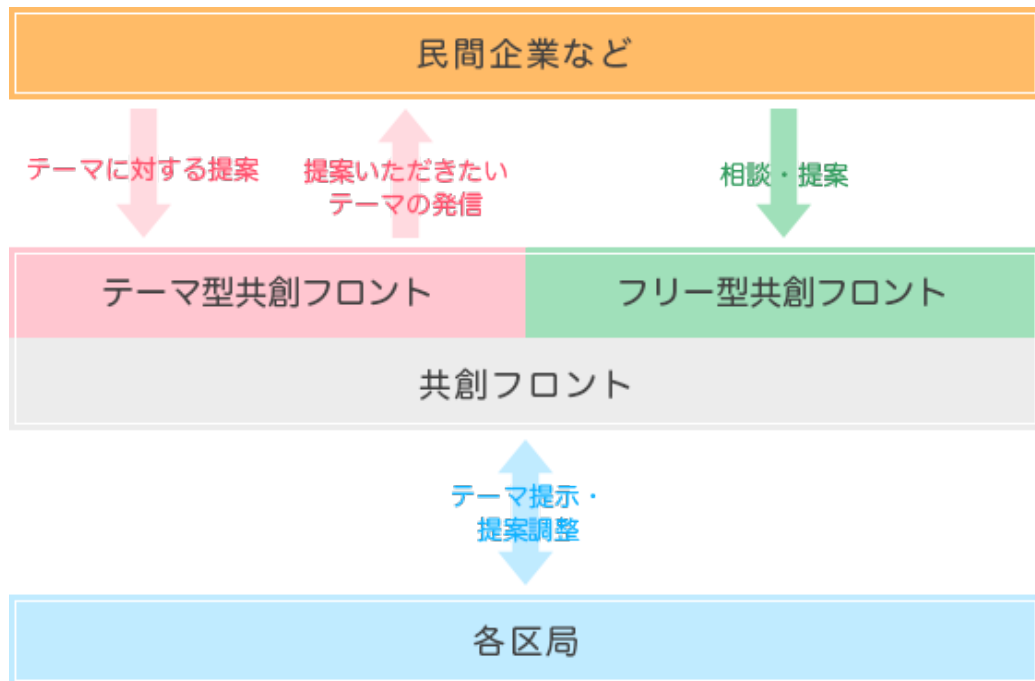 民間企業など
テーマに対する提案
提案いただきたい
テーマの発信
相談・提案
テーマ型共創フロント
フリー型共創フロント
共創フロント
テーマ提示・
提案調整
各区局